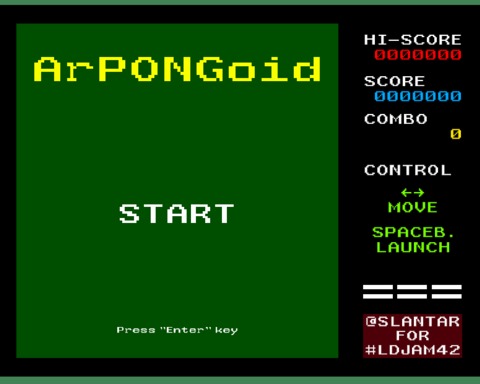 ArPONGoid
START
Press "Enter" key
HI-SCORE
0000000
SCORE
0000000
COMBO
0
CONTROL
←→
MOVE
SPACEB.
LAUNCH
@SLANTAR
FOR
#LDJAM42